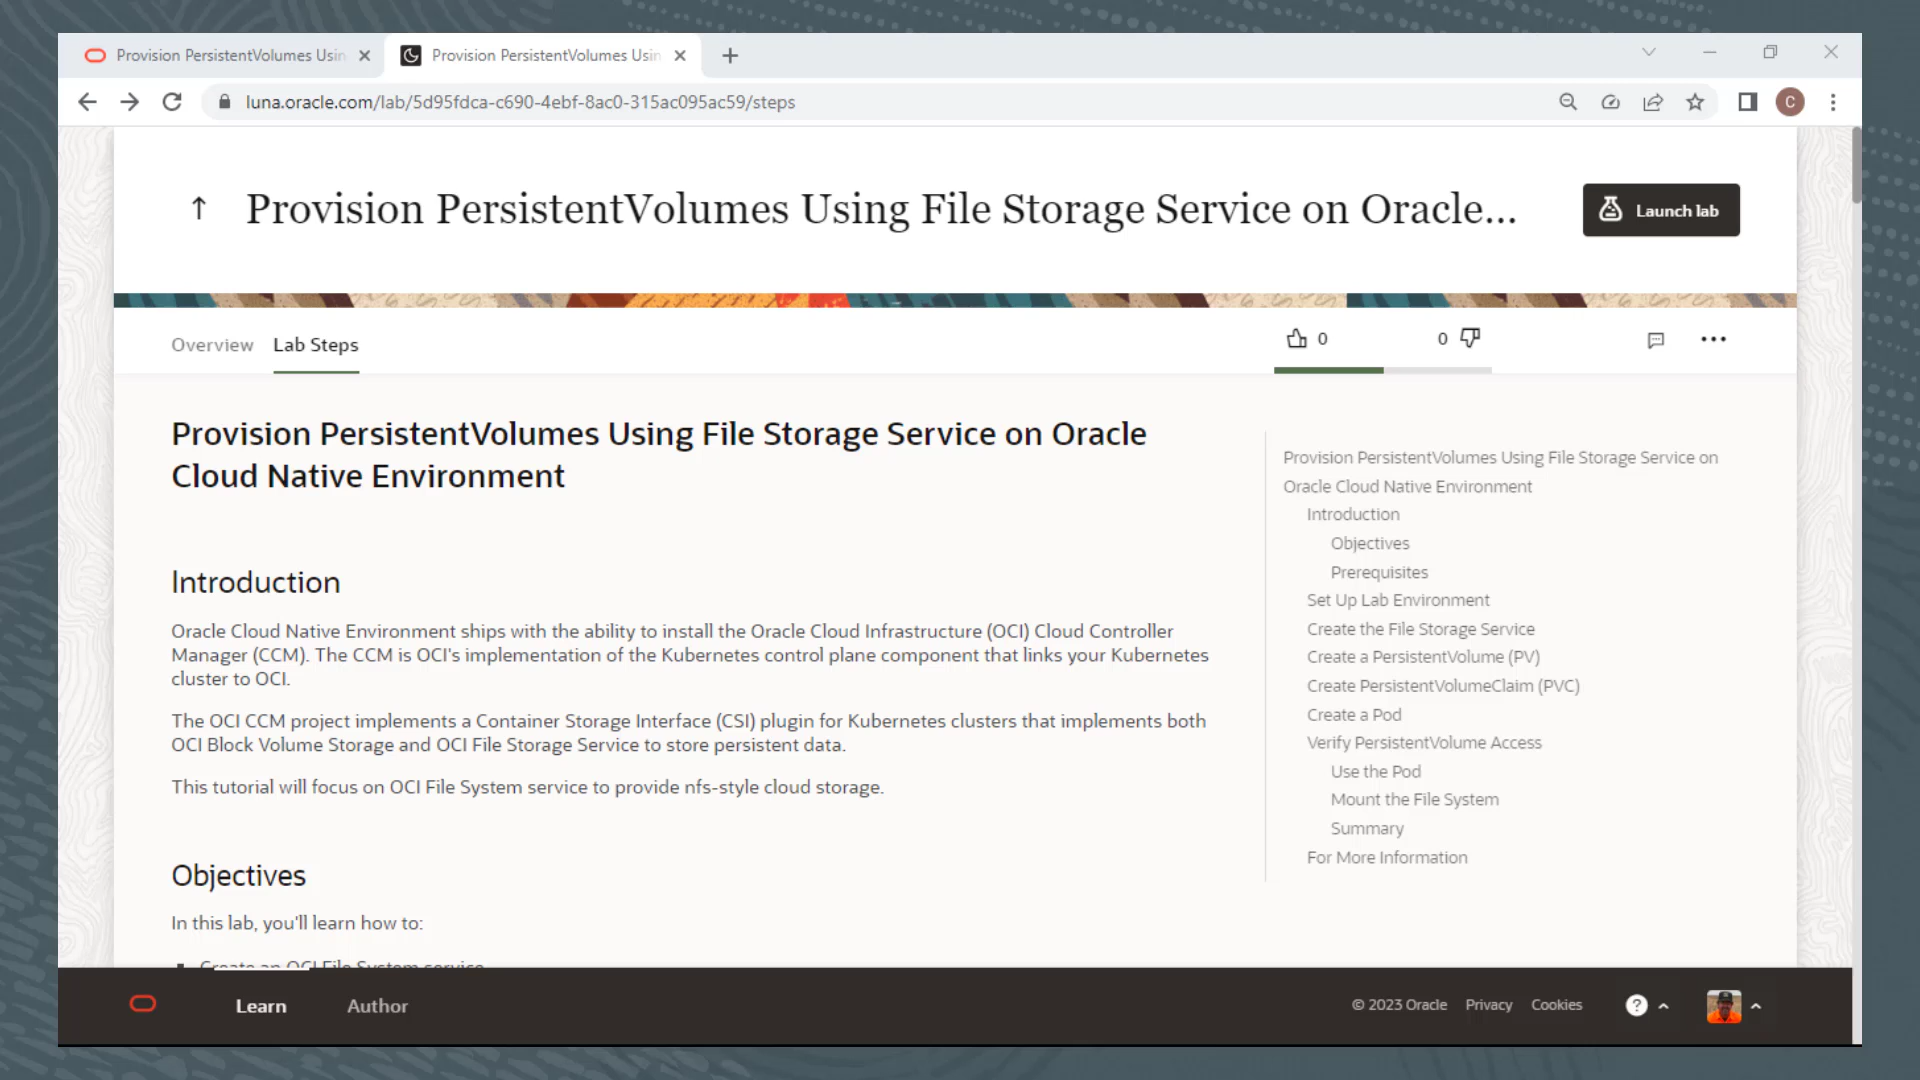 Provision PersistentVolumes Usin
Provision PersistentVolumes Usin
luna.oracle.com/lab/5d95fdca-c690-4ebf-8ac0-315ac095ac59/steps
C
Provision PersistentVolumes Using File Storage Service on Oracle...
Launch lab
Overview
Lab Steps
0
0
Provision PersistentVolumes Using File Storage Service on Oracle
Cloud Native Environment
Introduction
Oracle Cloud Native Environment ships with the ability to install the Oracle Cloud Infrastructure (OCI) Cloud Controller
Manager (CCM). The CCM is OCI's implementation of the Kubernetes control plane component that links your Kubernetes
cluster to OCI.
The OCI CCM project implements a Container Storage Interface (CSI) plugin for Kubernetes clusters that implements both
OCI Block Volume Storage and OCI File Storage Service to store persistent data.
This tutorial will focus on OCI File System service to provide nfs-style cloud storage.
Objectives
In this lab, you'll learn how to:
Create an OCI File System service
Provision PersistentVolumes Using File Storage Service on
Oracle Cloud Native Environment
Introduction
Objectives
Prerequisites
Set Up Lab Environment
Create the File Storage Service
Create a PersistentVolume (PV)
Create PersistentVolumeClaim (PVC)
Create a Pod
Verify PersistentVolume Access
Use the Pod
Mount the File System
Summary
For More Information
Learn
Author
© 2023 Oracle
Privacy
Cookies
?